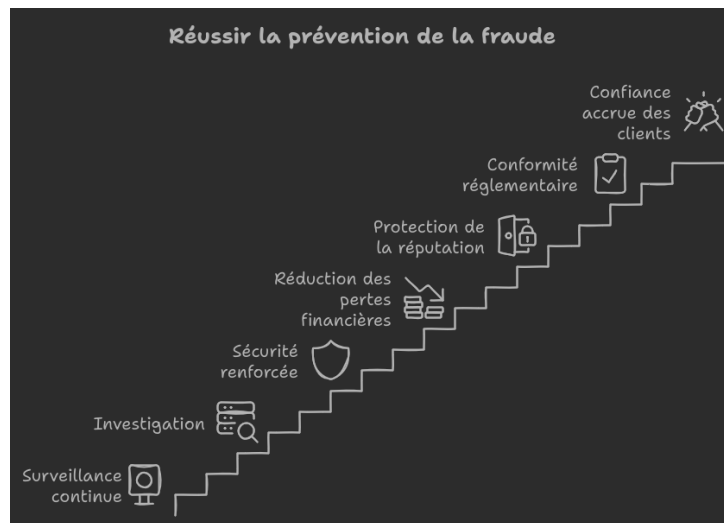 Réussir la prévention de la fraude
Confiance
accrue des
clients
Conformité
réglementaire
Protection de
la réputation
Réduction des
pertes
financières
Sécurité
renforcée
Investigation
Surveillance
continue